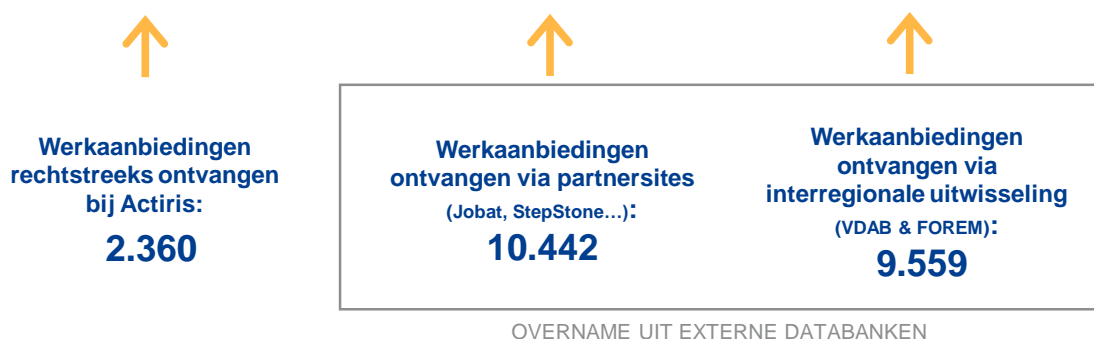 Werkaanbiedingen
rechtstreeks ontvangen
bij Actiris:
2.360
Werkaanbiedingen
ontvangen via partnersites
(Jobat, StepStone…):
10.442
Werkaanbiedingen
ontvangen via
interregionale uitwisseling
(VDAB & FOREM):
9.559
OVERNAME UIT EXTERNE DATABANKEN